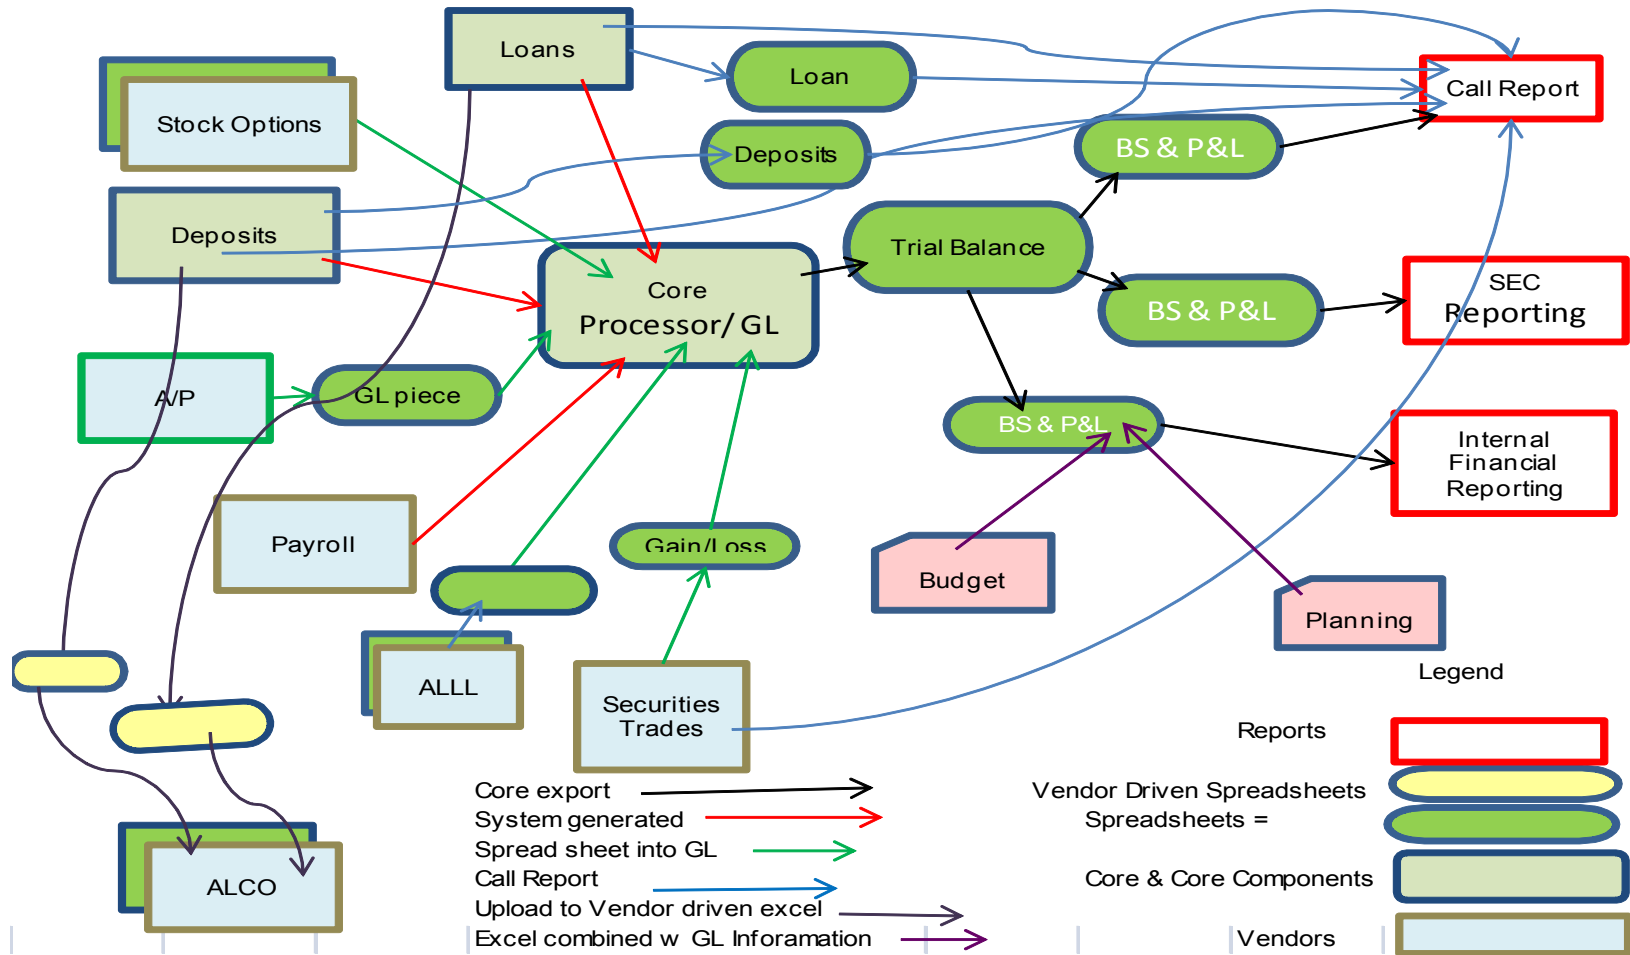 Loans
Loan
Call Report
Stock Options
Deposits
BS & P&L
Deposits
Trial Balance
Core
Processor/ GL
BS & P&L
SEC
Reporting
A/P
GL piece
BS & P&L
Internal
Financial
Reporting
Payroll
Gain/Loss
Budget
Planning
ALLL
Securities
Trades
Legend
Reports
Core export
Vendor Driven Spreadsheets
System generated
Spreadsheets =
Spread sheet into GL
Call Report
Core & Core Components
ALCO
Upload to Vendor driven excel
Excel combined w GL Inforamation
Vendors